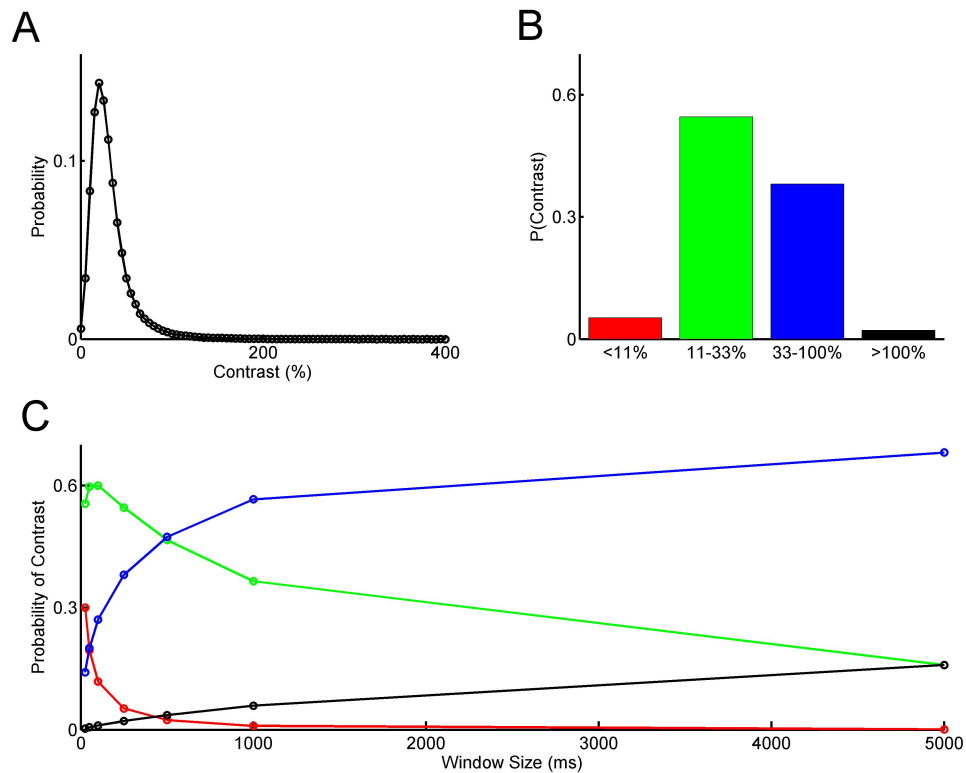 A
Probability
0.1
0
0
200
400
Contrast (%)
B
P(Contrast)
0.6
0.3
0
<11%
11-33%
33-100%
>100%
C
Probability of Contrast
0.6
0.3
0
0
1000
2000
3000
4000
5000
Window Size (ms)